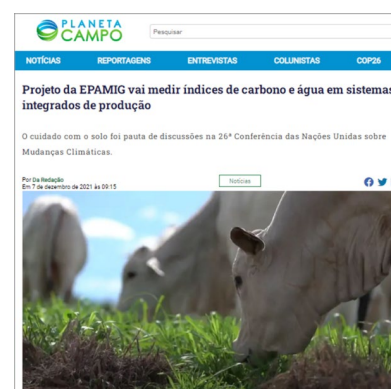 PLANETA
CAMPO
Pesquisar
NOTÍCIAS REPORTAGENS ENTREVISTAS COLUNISTAS COP26
Projeto da EPAMIG vai medir índices de carbono e água em sistemas
integrados de produção
O cuidado com o solo foi pauta de discussões na 26ª Conferência das Nações Unidas sobre
Mudanças Climáticas.
Por Da Redação
Em 7 de dezembro de 2021 às 09:15
Notícias